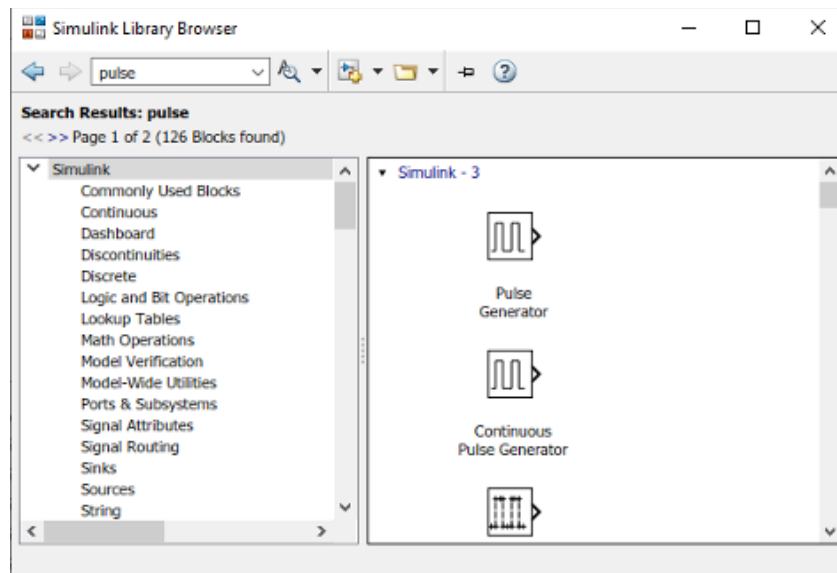 Simulink Library Browser
pulse
Search Results: pulse
<< >> Page 1 of 2 (126 Blocks found)
Simulink
Commonly Used Blocks
Continuous
Dashboard
Discontinuities
Discrete
Logic and Bit Operations
Lookup Tables
Math Operations
Model Verification
Model-Wide Utilities
Ports & Subsystems
Signal Attributes
Signal Routing
Sinks
Sources
String
Simulink - 3
Pulse
Generator
Continuous
Pulse Generator